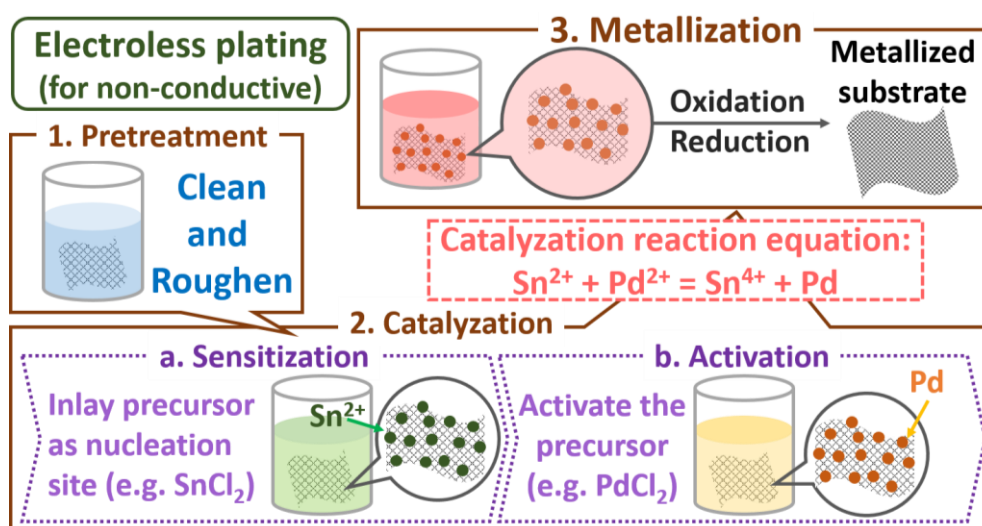 Electroless plating
(for non-conductive)
1. Pretreatment
Clean
and
Roughen
2. Catalyzation
a. Sensitization
Inlay precursor
as nucleation
site (e.g. SnCl₂)
Sn²⁺
b. Activation
Activate the
precursor
(e.g. PdCl₂)
Pd
Catalyzation reaction equation:
Sn²⁺ + Pd²⁺ = Sn⁴⁺ + Pd
3. Metallization
Oxidation
Reduction
Metallized
substrate